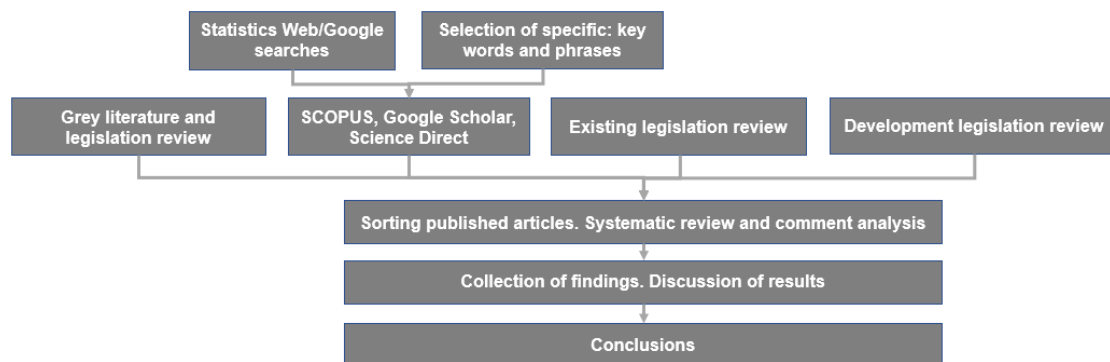 Statistics Web/Google
searches
Selection of specific: key
words and phrases
Grey literature and
legislation review
SCOPUS, Google Scholar,
Science Direct
Existing legislation review
Development legislation review
Sorting published articles. Systematic review and comment analysis
Collection of findings. Discussion of results
Conclusions